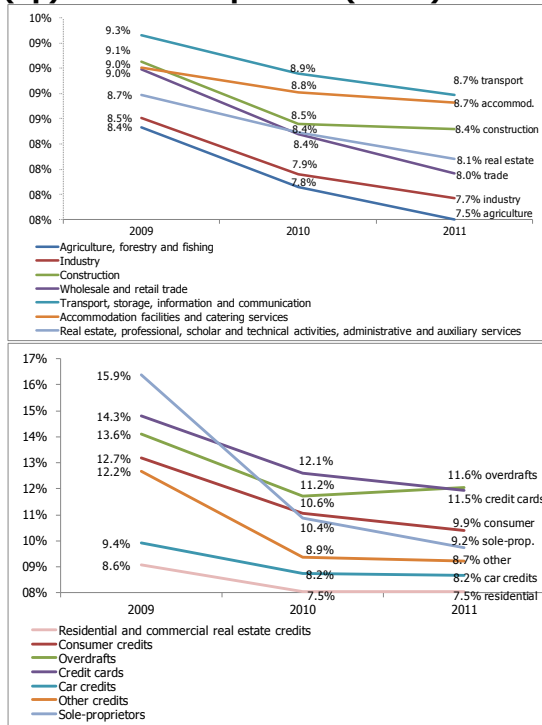 10%
09%
09%
09%
09%
08%
08%
08%
08%
9.3%
9.1%
9.0%
9.0%
8.7%
8.5%
8.4%
8.9%
8.8%
8.5%
8.4%
8.4%
7.9%
7.8%
8.7% transport
8.7% accommod.
8.4% construction
8.1% real estate
8.0% trade
7.7% industry
7.5% agriculture
2009 2010 2011
Agriculture, forestry and fishing
Industry
Construction
Wholesale and retail trade
Transport, storage, information and communication
Accommodation facilities and catering services
Real estate, professional, scholar and technical activities, administrative and auxiliary services
17%
16%
15%
14%
13%
12%
11%
10%
09%
08%
15.9%
14.3%
13.6%
12.7%
12.2%
9.4%
8.6%
12.1%
11.2%
10.6%
10.4%
8.9%
8.2%
7.5%
11.6% overdrafts
11.5% credit cards
9.9% consumer
9.2% sole-prop.
8.7% other
8.2% car credits
7.5% residential
2009 2010 2011
Residential and commercial real estate credits
Consumer credits
Overdrafts
Credit cards
Car credits
Other credits
Sole-proprietors